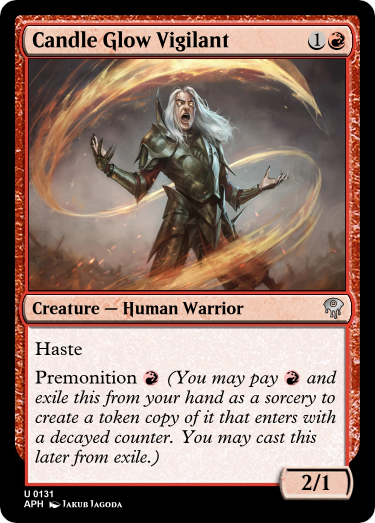 Candle Glow Vigilant 1
Creature — Human Warrior
Haste
Premonition (You may pay and
exile this from your hand as a sorcery to
create a token copy of it that enters with
a decayed counter. You may cast this
later from exile.)
2/1
U 0131
APH Jakub Jagoda